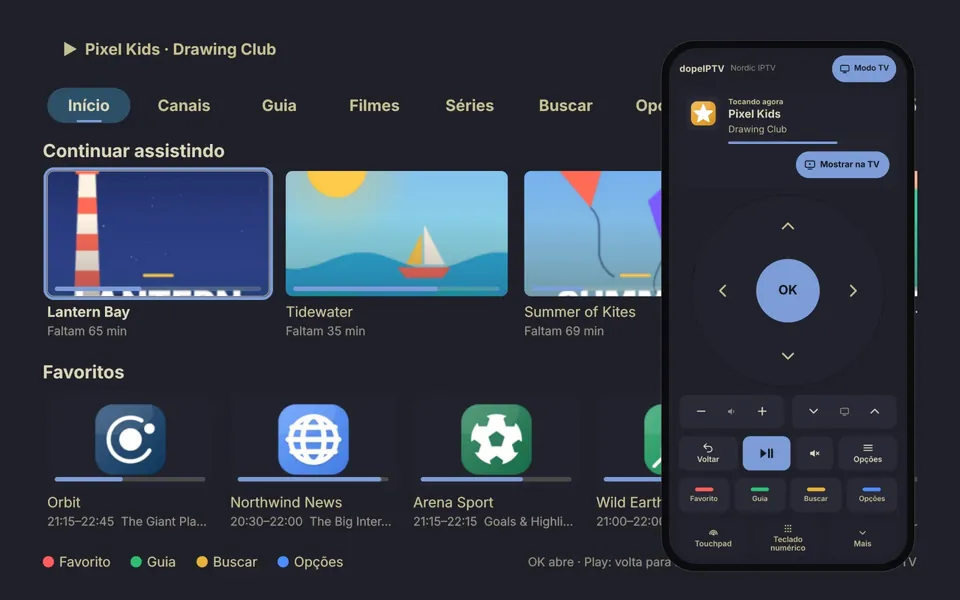 Pixel Kids · Drawing Club
Início
Canais
Guia
Filmes
Séries
Buscar
Continuar assistindo
Lantern Bay
Faltam 65 min
Tidewater
Faltam 35 min
Summer of Kites
Faltam 69 min
Favoritos
Orbit
21:15–22:45 The Giant Pla...
Northwind News
20:30–22:00 The Big Inter...
Arena Sport
21:15–22:15 Goals & Highli...
Wild Earth
21:00–22:00
Favorito
Guia
Buscar
Opções
OK abre · Play: volta para
TV
dopeIPTV
Nordic IPTV
Modo TV
Tocando agora
Pixel Kids
Drawing Club
Mostrar na TV
OK
Voltar
Opções
Favorito
Guia
Buscar
Opções
Touchpad
Teclado
numérico
Mais